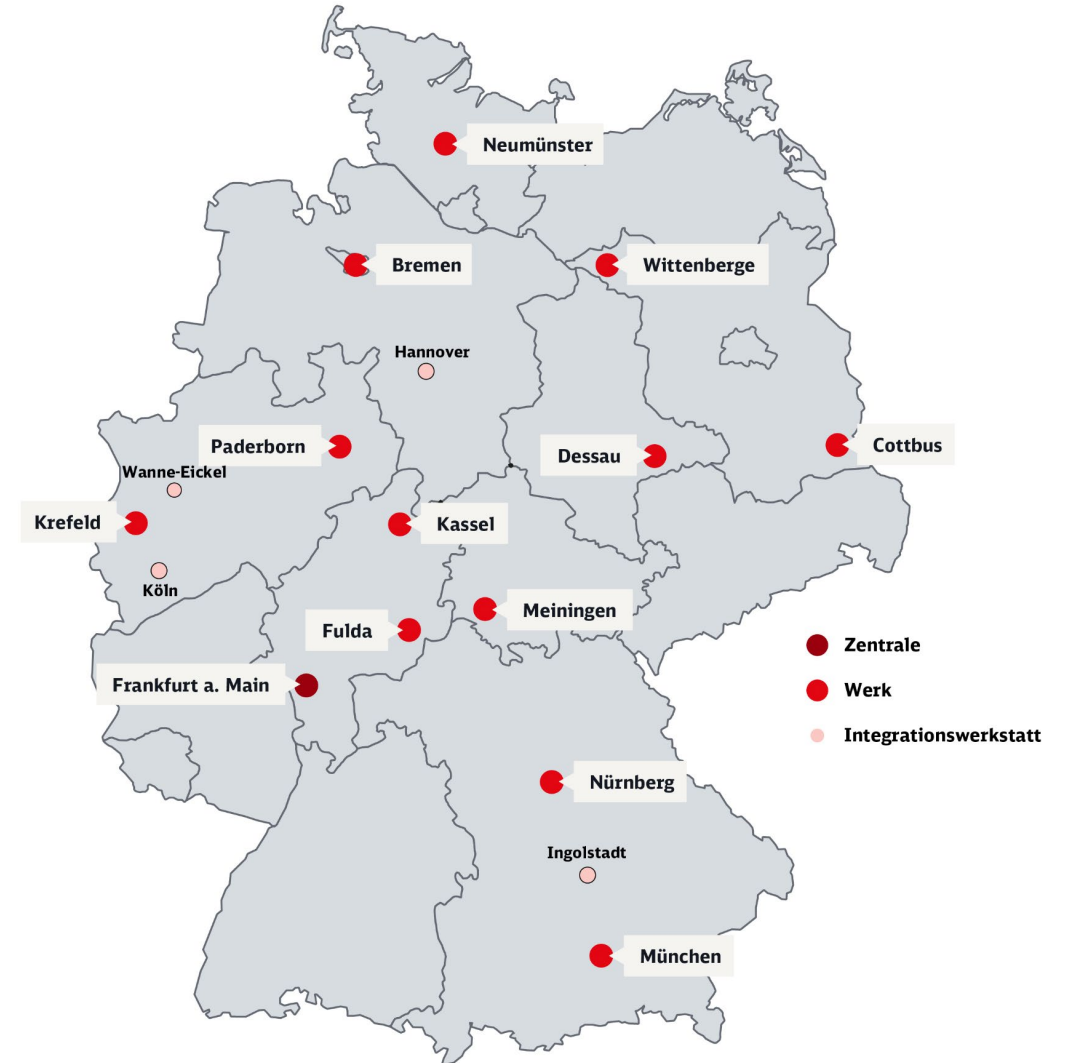 Neumünster
Bremen
Wittenberge
Hannover
Paderborn
Dessau
Cottbus
Wanne-Eickel
Krefeld
Kassel
Köln
Meiningen
Fulda
Zentrale
Frankfurt a. Main
Werk
Integrationswerkstatt
Nürnberg
Ingolstadt
München